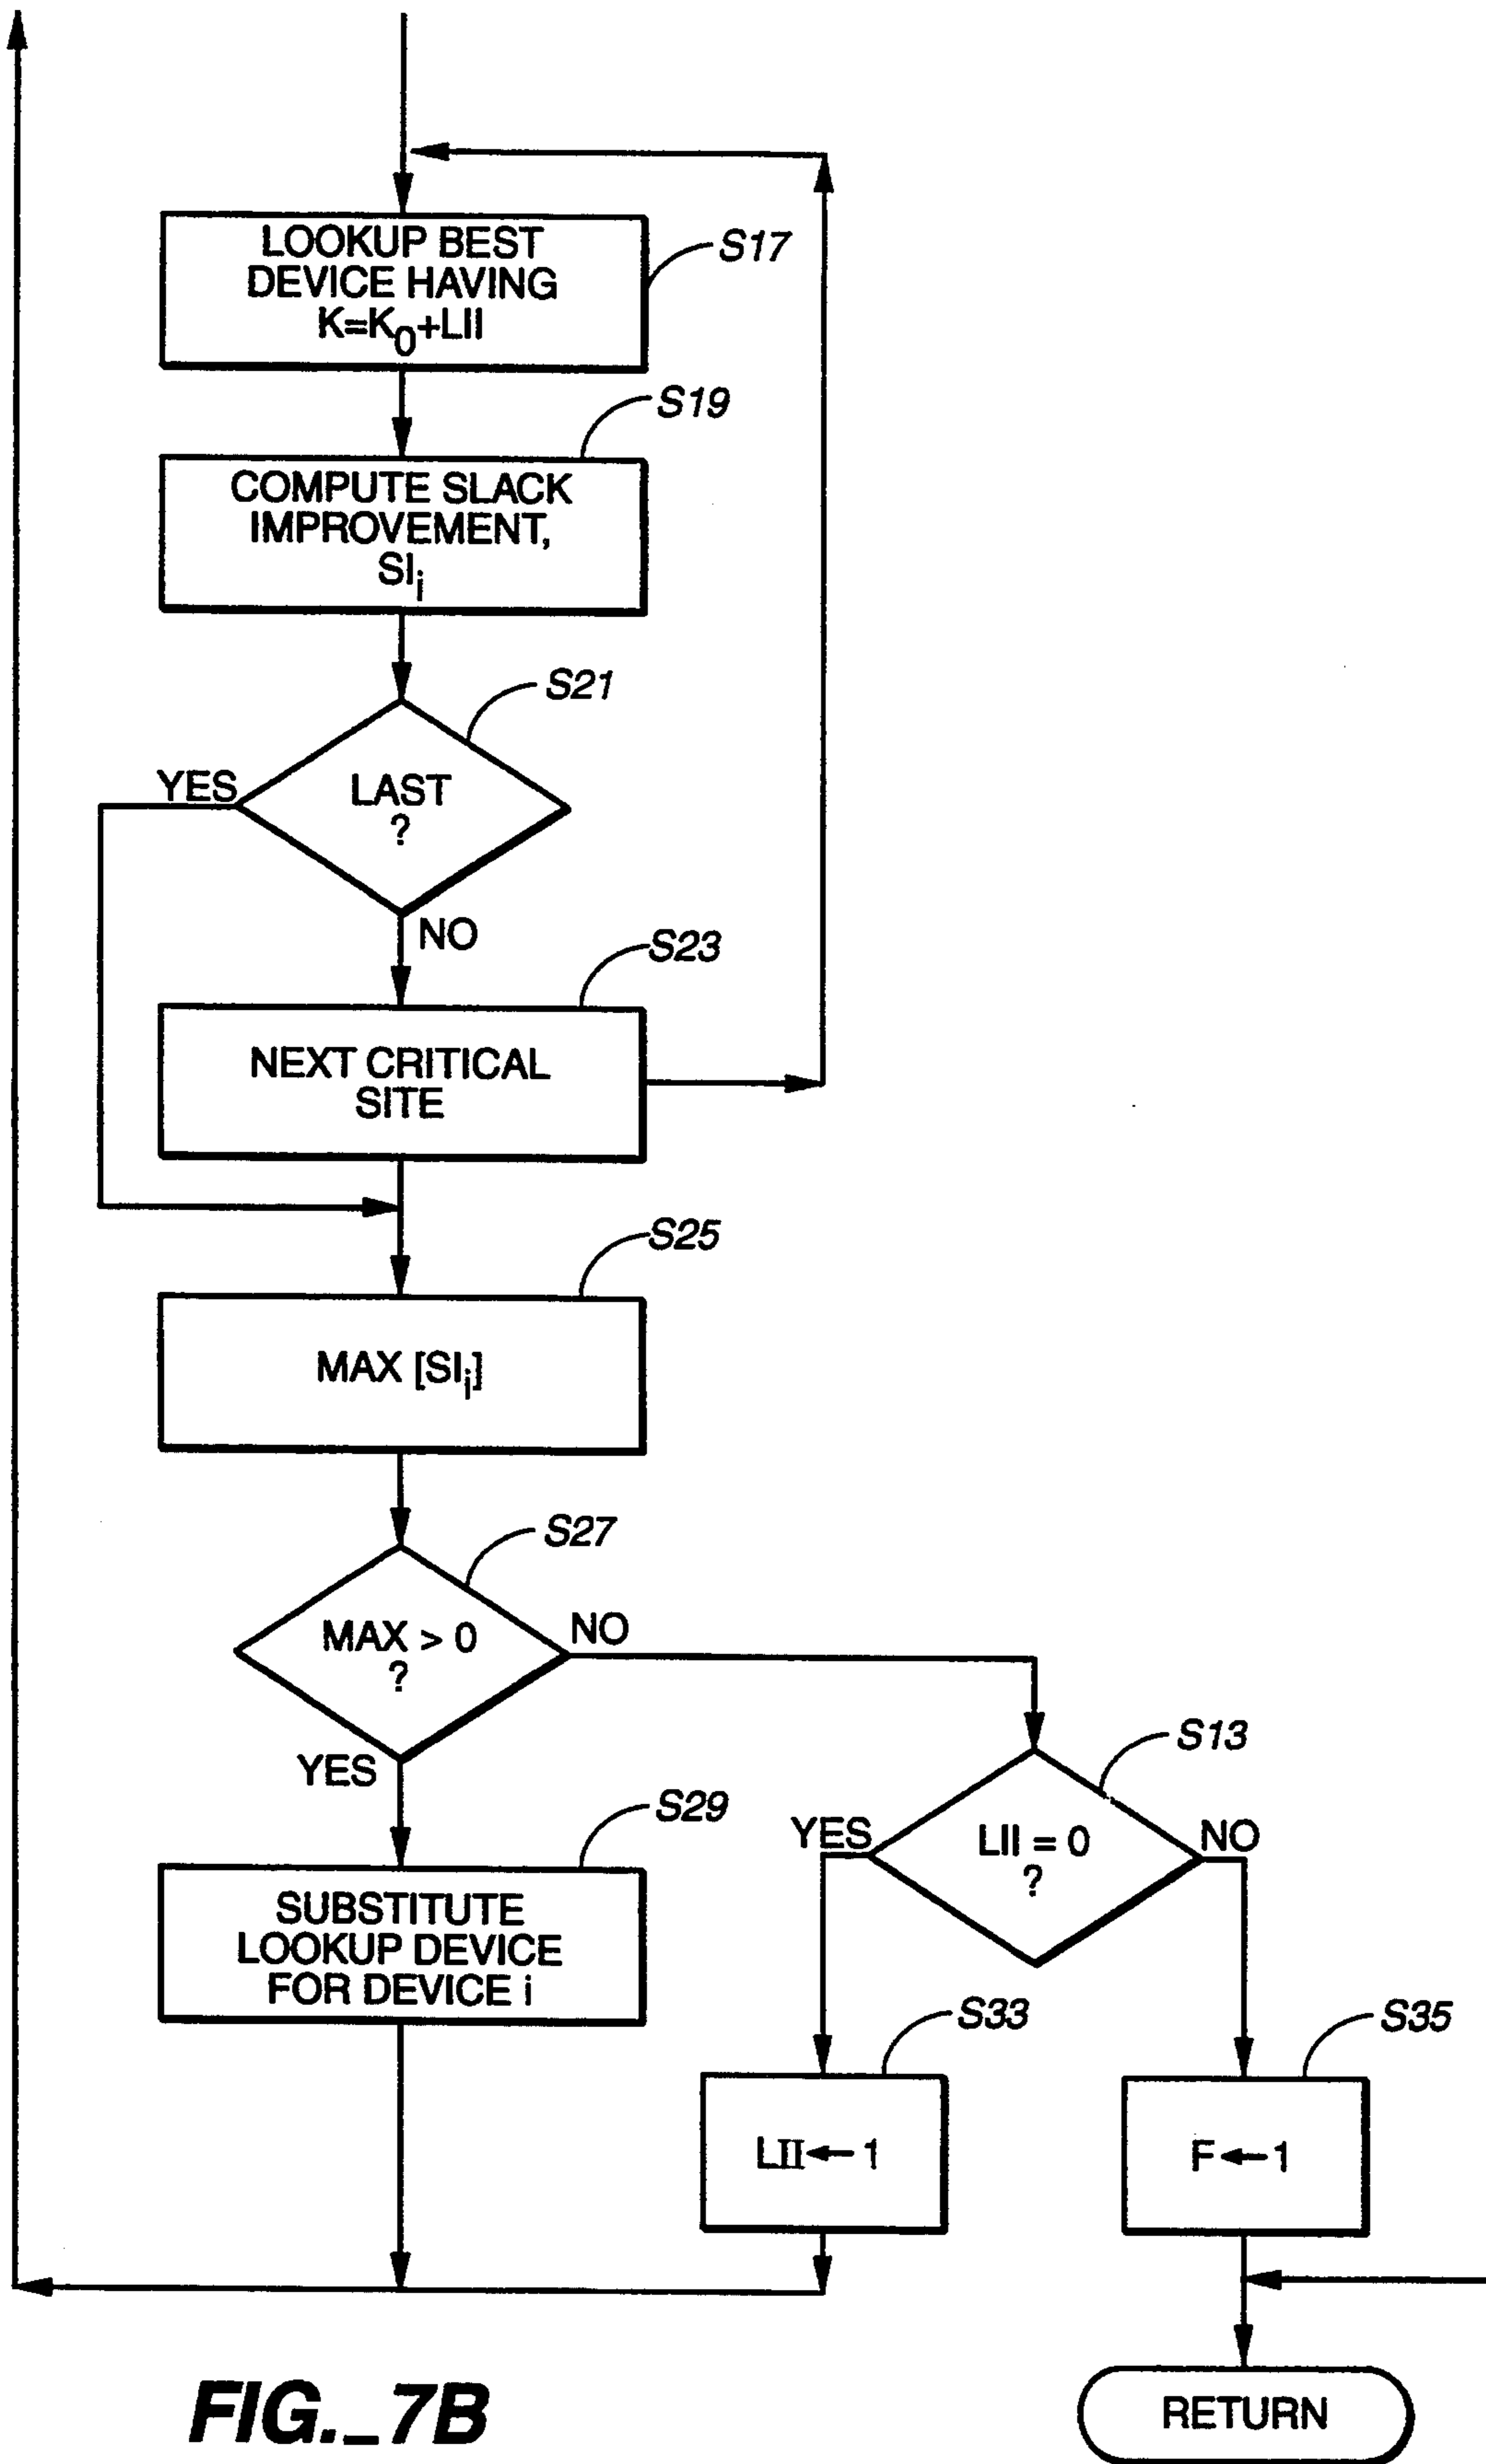 LOOKUP BEST
DEVICE HAVING
K=K₀+LII
S17
S19
COMPUTE SLACK
IMPROVEMENT,
SIᵢ
S21
YES
LAST
?
NO
S23
NEXT CRITICAL
SITE
S25
MAX [SIᵢ]
S27
MAX > 0
?
NO
YES
S13
S29
YES
LII = 0
?
NO
SUBSTITUTE
LOOKUP DEVICE
FOR DEVICE i
S33
S35
LII ← 1
F ← 1
FIG._7B
RETURN